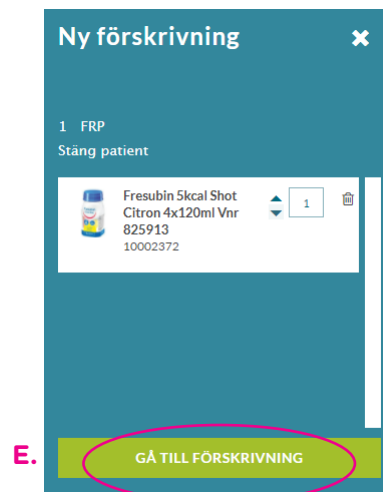 Ny förskrivning
1 FRP
Stäng patient
Fresubin 5kcal Shot
Citron 4x120ml Vnr
825913
10002372
1
E.
GÅ TILL FÖRSKRIVNING